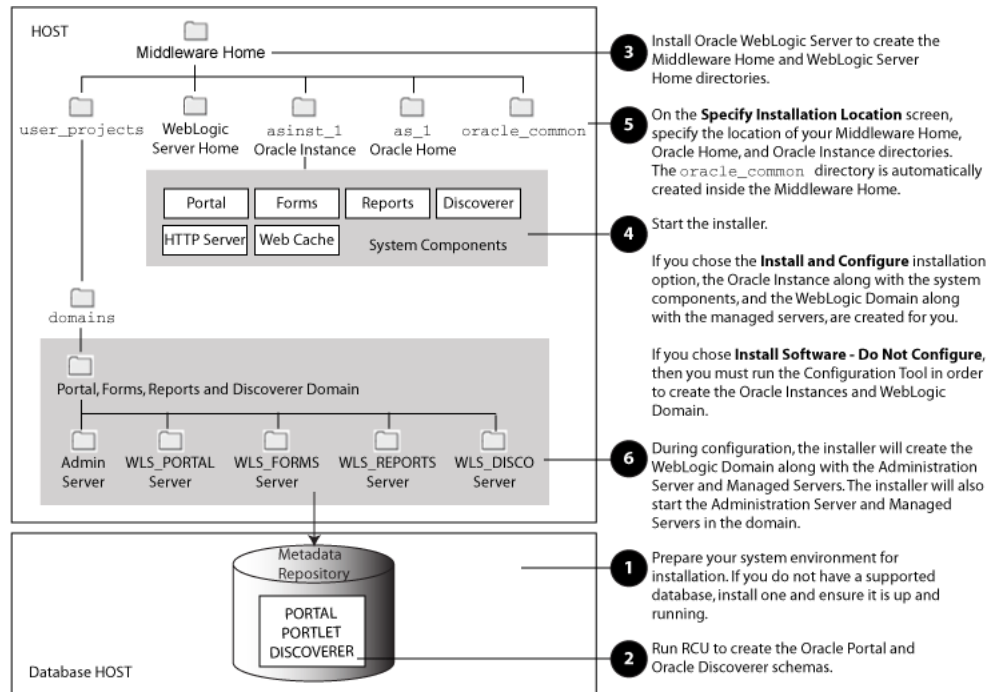 HOST
Middleware Home
user_projects
WebLogic
Server Home
asinst_1
Oracle Instance
as_1
Oracle Home
oracle_common
Portal
Forms
Reports
Discoverer
HTTP Server
Web Cache
System Components
domains
Portal, Forms, Reports and Discoverer Domain
Admin
Server
WLS_PORTAL
Server
WLS_FORMS
Server
WLS_REPORTS
Server
WLS_DISCO
Server
Metadata
Repository
PORTAL
PORTLET
DISCOVERER
Database HOST
3
Install Oracle WebLogic Server to create the
Middleware Home and WebLogic Server
Home directories.
5
On the Specify Installation Location screen,
specify the location of your Middleware Home,
Oracle Home, and Oracle Instance directories.
The oracle_common directory is automatically
created inside the Middleware Home.
4
Start the installer.
If you chose the Install and Configure installation
option, the Oracle Instance along with the system
components, and the WebLogic Domain along
with the managed servers, are created for you.
If you chose Install Software - Do Not Configure,
then you must run the Configuration Tool in order
to create the Oracle Instances and WebLogic
Domain.
6
During configuration, the installer will create the
WebLogic Domain along with the Administration
Server and Managed Servers. The installer will also
start the Administration Server and Managed
Servers in the domain.
1
Prepare your system environment for
installation. If you do not have a supported
database, install one and ensure it is up and
running.
2
Run RCU to create the Oracle Portal and
Oracle Discoverer schemas.